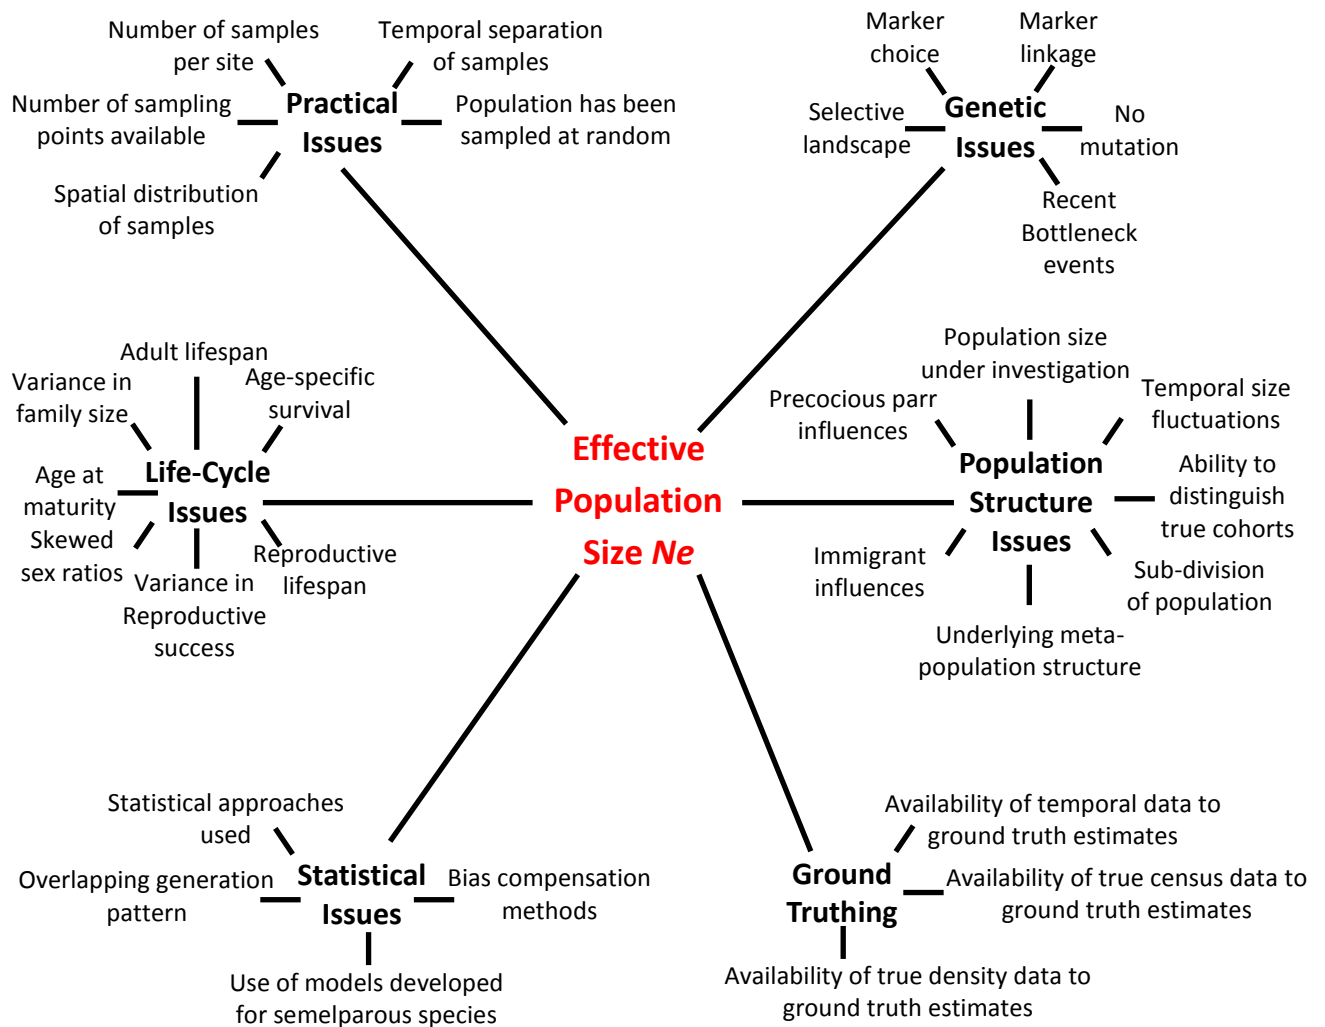 Number of samples
per site
Temporal separation
of samples
Number of sampling
points available
Practical
Issues
Population has been
sampled at random
Spatial distribution
of samples
Marker
choice
Marker
linkage
Selective
landscape
Genetic
Issues
No
mutation
Recent
Bottleneck
events
Adult lifespan
Variance in
family size
Age-specific
survival
Life-Cycle
Issues
Age at
maturity
Skewed
sex ratios
Variance in
Reproductive
success
Reproductive
lifespan
Effective
Population
Size Ne
Population size
under investigation
Precocious parr
influences
Temporal size
fluctuations
Population
Structure
Issues
Ability to
distinguish
true cohorts
Immigrant
influences
Sub-division
of population
Underlying meta-
population structure
Statistical approaches
used
Overlapping generation
pattern
Statistical
Issues
Bias compensation
methods
Use of models developed
for semelparous species
Availability of temporal data to
ground truth estimates
Ground
Truthing
Availability of true census data to
ground truth estimates
Availability of true density data to
ground truth estimates